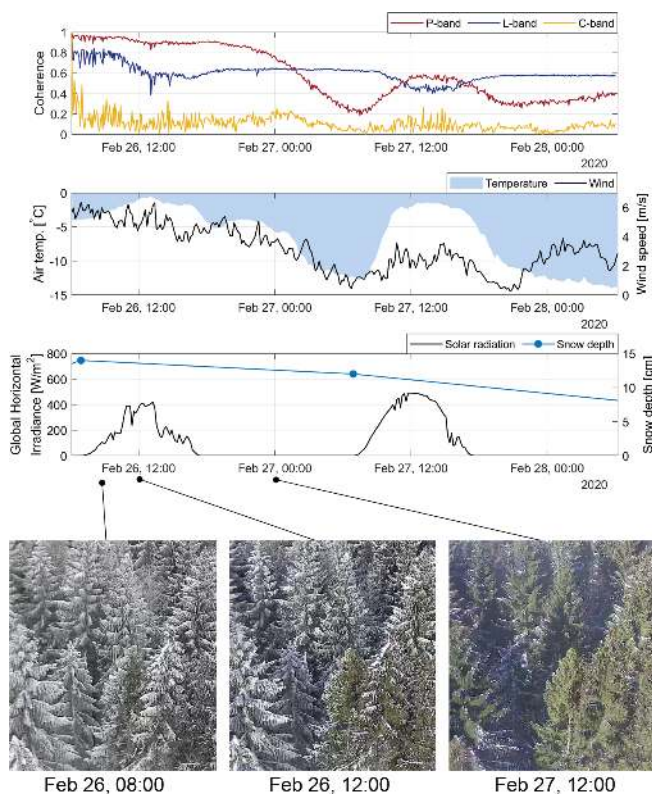 P-band L-band C-band
1
0.8
0.6
0.4
0.2
0
Coherence
Feb 26, 12:00 Feb 27, 00:00 Feb 27, 12:00 Feb 28, 00:00
2020
Temperature Wind
0
-5
-10
-15
Air temp. [°C]
6
4
2
0
Wind speed [m/s]
Feb 26, 12:00 Feb 27, 00:00 Feb 27, 12:00 Feb 28, 00:00
2020
Solar radiation Snow depth
800
600
400
200
0
Global Horizontal
Irradiance [W/m²]
15
10
5
0
Snow depth [cm]
Feb 26, 12:00 Feb 27, 00:00 Feb 27, 12:00 Feb 28, 00:00
2020
Feb 26, 08:00 Feb 26, 12:00 Feb 27, 12:00